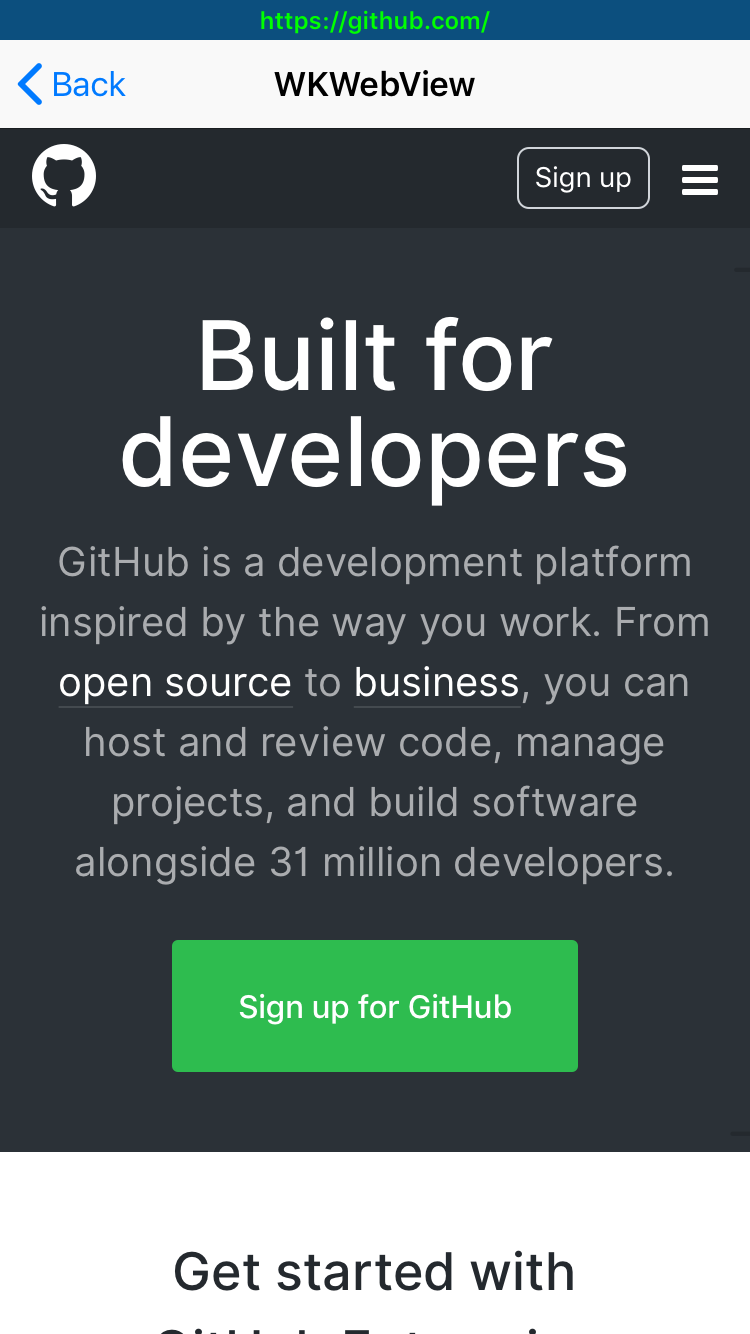 https://github.com/
Back
WKWebView
Sign up
Built for
developers
GitHub is a development platform
inspired by the way you work. From
open source to business, you can
host and review code, manage
projects, and build software
alongside 31 million developers.
Sign up for GitHub
Get started with